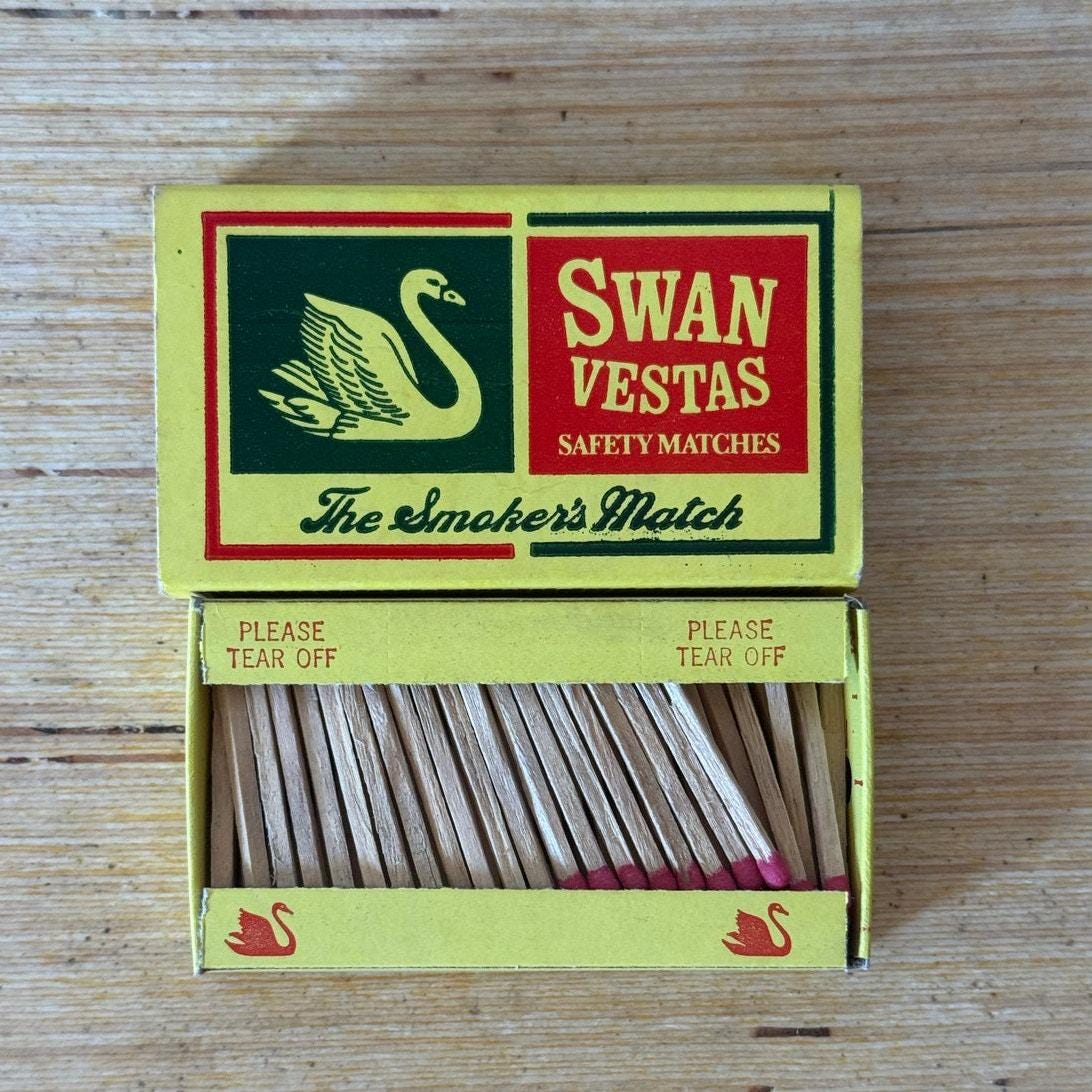 SWAN
VESTAS
SAFETY MATCHES
The Smoker's Match
PLEASE
TEAR OFF
PLEASE
TEAR OFF